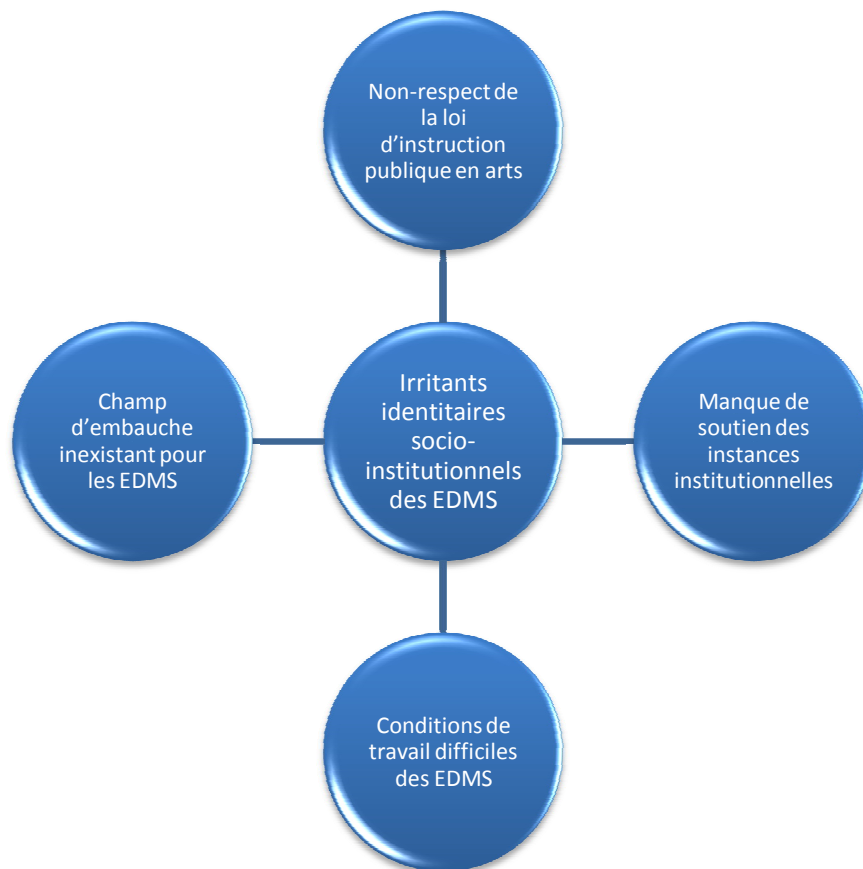 Non-respect de
la loi
d’instruction
publique en arts
Champ
d’embauche
inexistant pour
les EDMS
Irritants
identitaires
socio-
institutionnels
des EDMS
Manque de
soutien des
instances
institutionnelles
Conditions de
travail difficiles
des EDMS